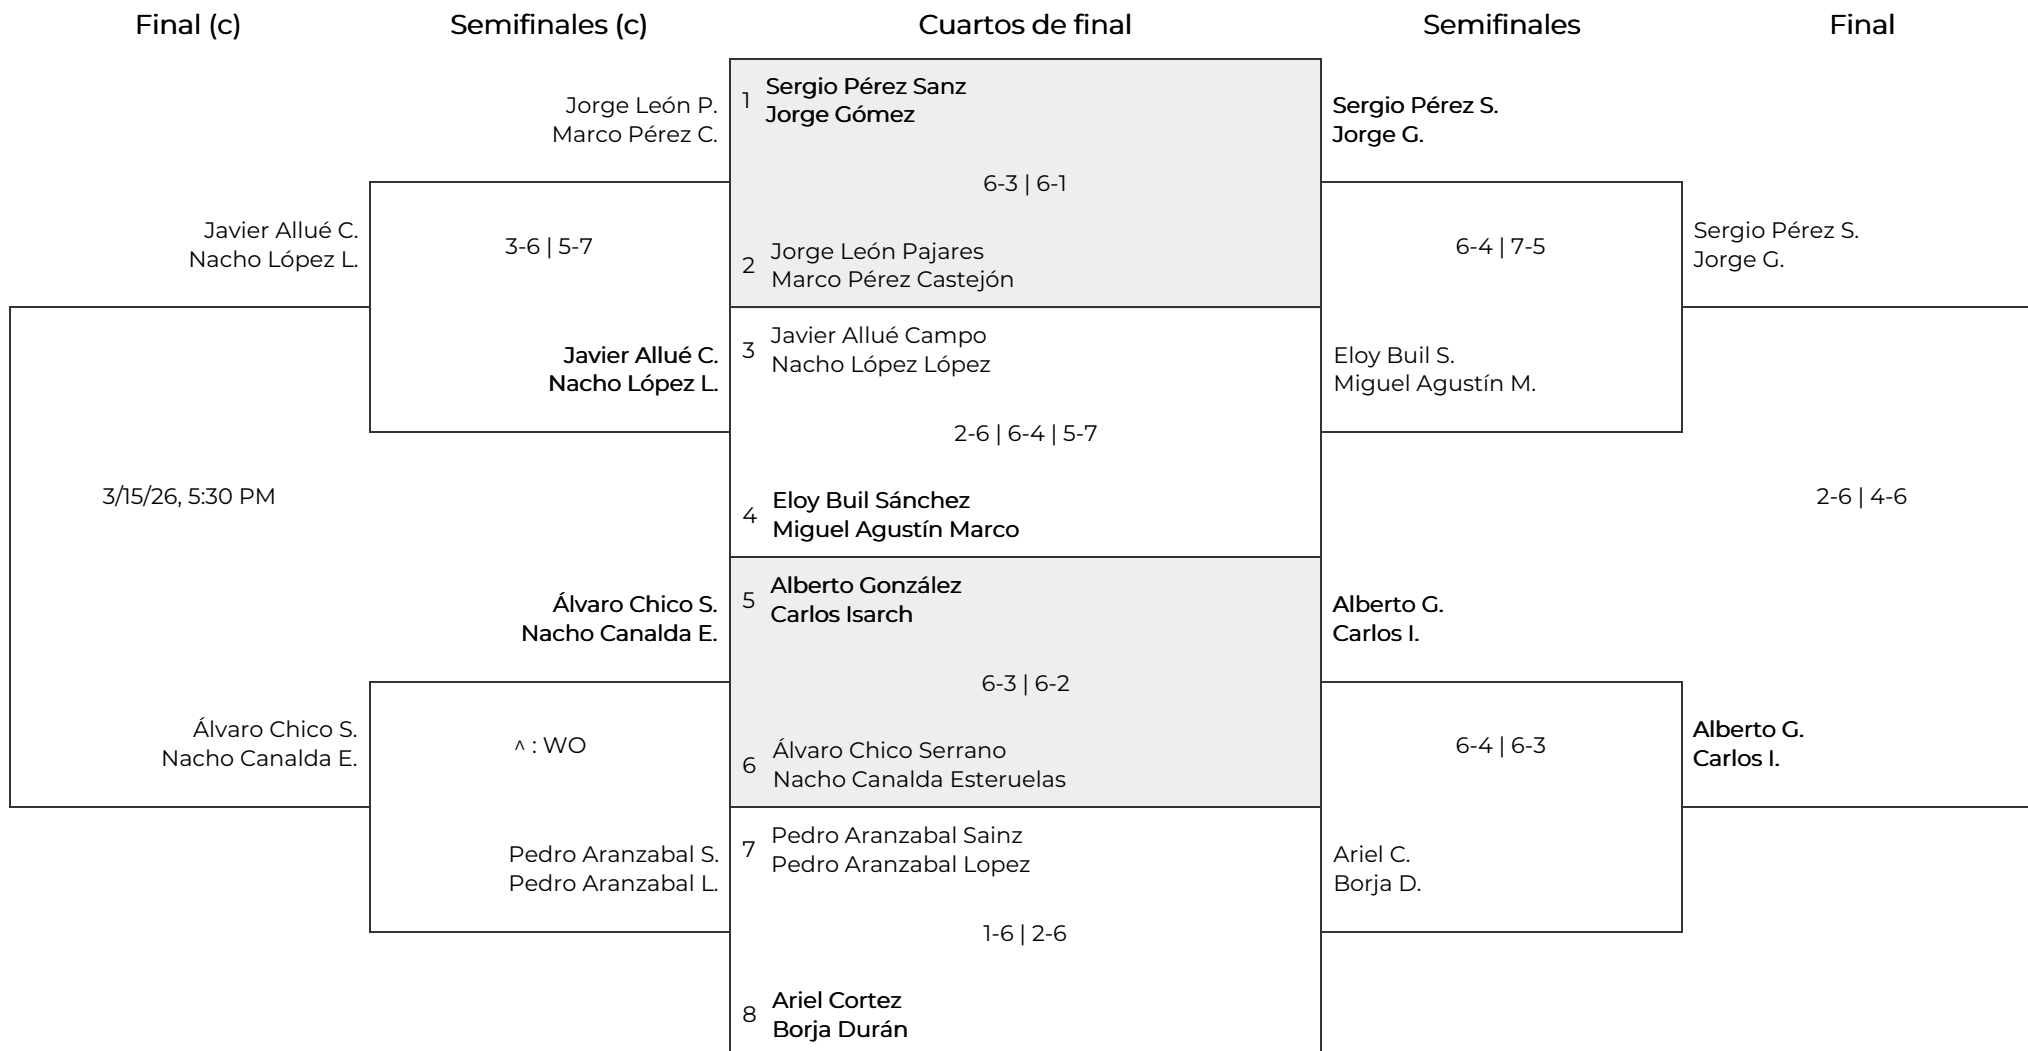 Final (c)
Semifinales (c)
Cuartos de final
Semifinales
Final
Javier Allué C.
Nacho López L.
3/15/26, 5:30 PM
Álvaro Chico S.
Nacho Canalda E.
Jorge León P.
Marco Pérez C.
3-6 | 5-7
Javier Allué C.
Nacho López L.
Álvaro Chico S.
Nacho Canalda E.
^ : WO
Pedro Aranzabal S.
Pedro Aranzabal L.
1
Sergio Pérez Sanz
Jorge Gómez
6-3 | 6-1
2
Jorge León Pajares
Marco Pérez Castejón
3
Javier Allué Campo
Nacho López López
2-6 | 6-4 | 5-7
4
Eloy Buil Sánchez
Miguel Agustín Marco
5
Alberto González
Carlos Isarch
6-3 | 6-2
6
Álvaro Chico Serrano
Nacho Canalda Esteruelas
7
Pedro Aranzabal Sainz
Pedro Aranzabal Lopez
1-6 | 2-6
8
Ariel Cortez
Borja Durán
Sergio Pérez S.
Jorge G.
6-4 | 7-5
Eloy Buil S.
Miguel Agustín M.
Alberto G.
Carlos I.
6-4 | 6-3
Ariel C.
Borja D.
Sergio Pérez S.
Jorge G.
2-6 | 4-6
Alberto G.
Carlos I.